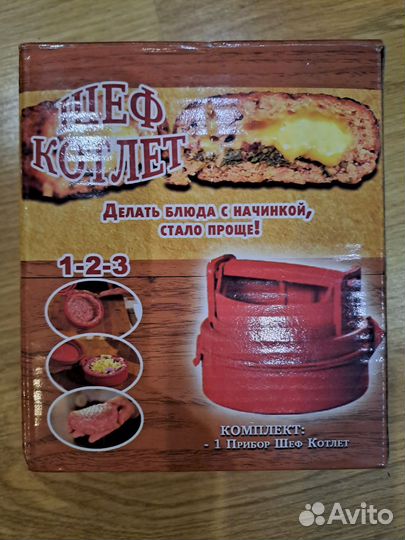 ШЕФ
КОТЛЕТ
ДЕЛАТЬ БЛЮДА С НАЧИНКОЙ,
СТАЛО ПРОЩЕ!
1-2-3
КОМПЛЕКТ:
- 1 ПРИБОР ШЕФ КОТЛЕТ
Avito